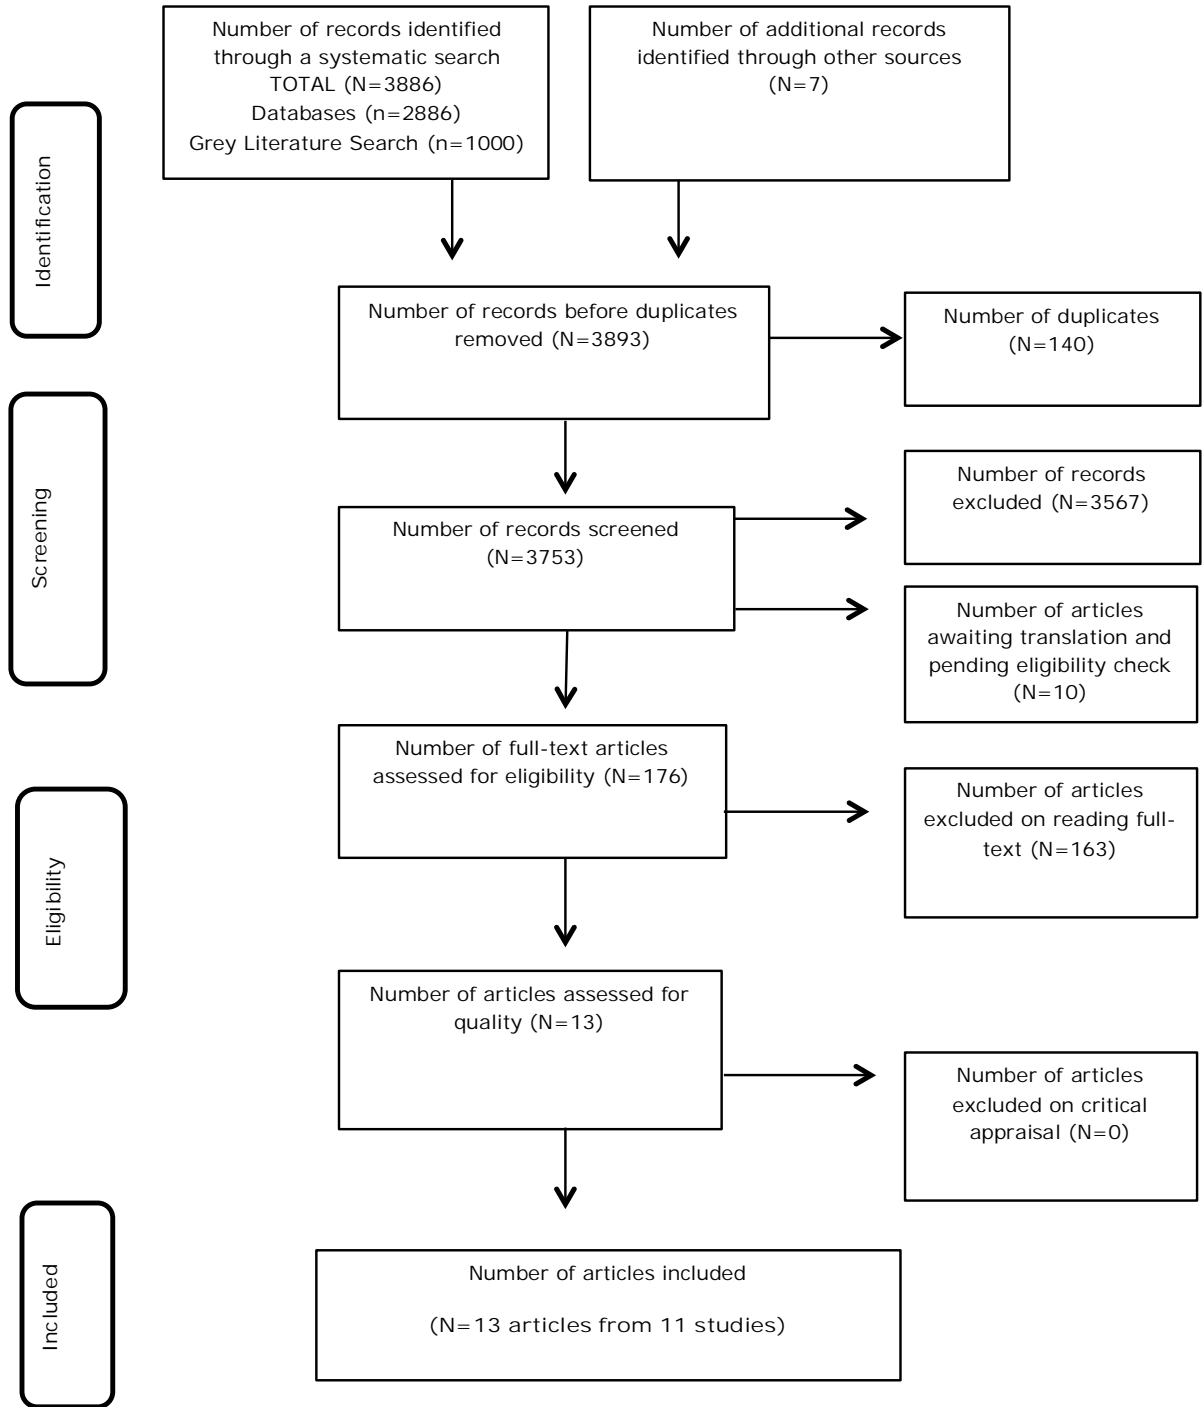 Number of records identified
through a systematic search
TOTAL (N=3886)
Databases (n=2886)
Grey Literature Search (n=1000)
Number of additional records
identified through other sources
(N=7)
Identification
Number of records before duplicates
removed (N=3893)
Number of duplicates
(N=140)
Screening
Number of records screened
(N=3753)
Number of records
excluded (N=3567)
Number of articles
awaiting translation and
pending eligibility check
(N=10)
Number of full-text articles
assessed for eligibility (N=176)
Number of articles
excluded on reading full-
text (N=163)
Eligibility
Number of articles assessed for
quality (N=13)
Number of articles
excluded on critical
appraisal (N=0)
Included
Number of articles included
(N=13 articles from 11 studies)